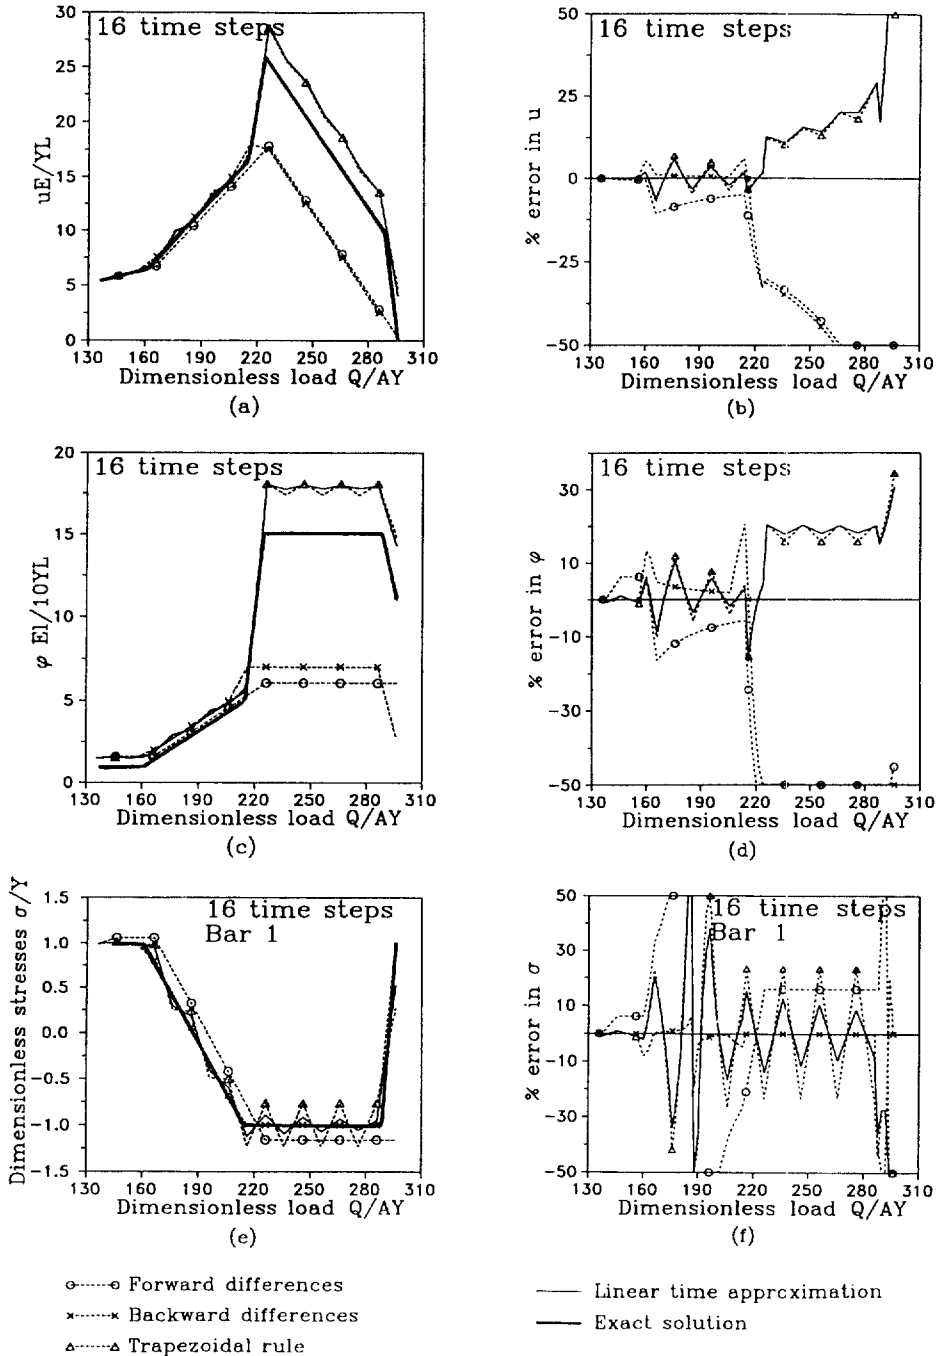 16 time steps
30
25
20
15
10
5
0
uE/YL
130 160 190 220 250 280 310
Dimensionless load Q/AY
(a)
16 time steps
50
25
0
-25
-50
% error in u
130 160 190 220 250 280 310
Dimensionless load Q/AY
(b)
16 time steps
20
15
10
5
0
φ El/10YL
130 160 190 220 250 280 310
Dimensionless load Q/AY
(c)
16 time steps
30
10
-10
-30
-50
% error in φ
130 160 190 220 250 280 310
Dimensionless load Q/AY
(d)
16 time steps
Bar 1
1.5
1.0
0.5
0.0
-0.5
-1.0
-1.5
Dimensionless stresses σ/Y
130 160 190 220 250 280 310
Dimensionless load Q/AY
(e)
16 time steps
Bar 1
50
30
10
-10
-30
-50
% error in σ
130 160 190 220 250 280 310
Dimensionless load Q/AY
(f)
Forward differences
Backward differences
Trapezoidal rule
Linear time approximation
Exact solution